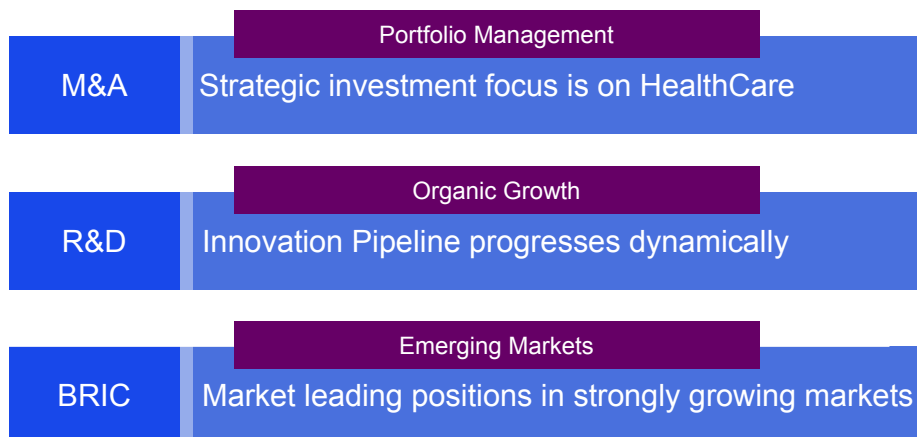 Portfolio Management
M&A
Strategic investment focus is on HealthCare
Organic Growth
R&D
Innovation Pipeline progresses dynamically
Emerging Markets
BRIC
Market leading positions in strongly growing markets